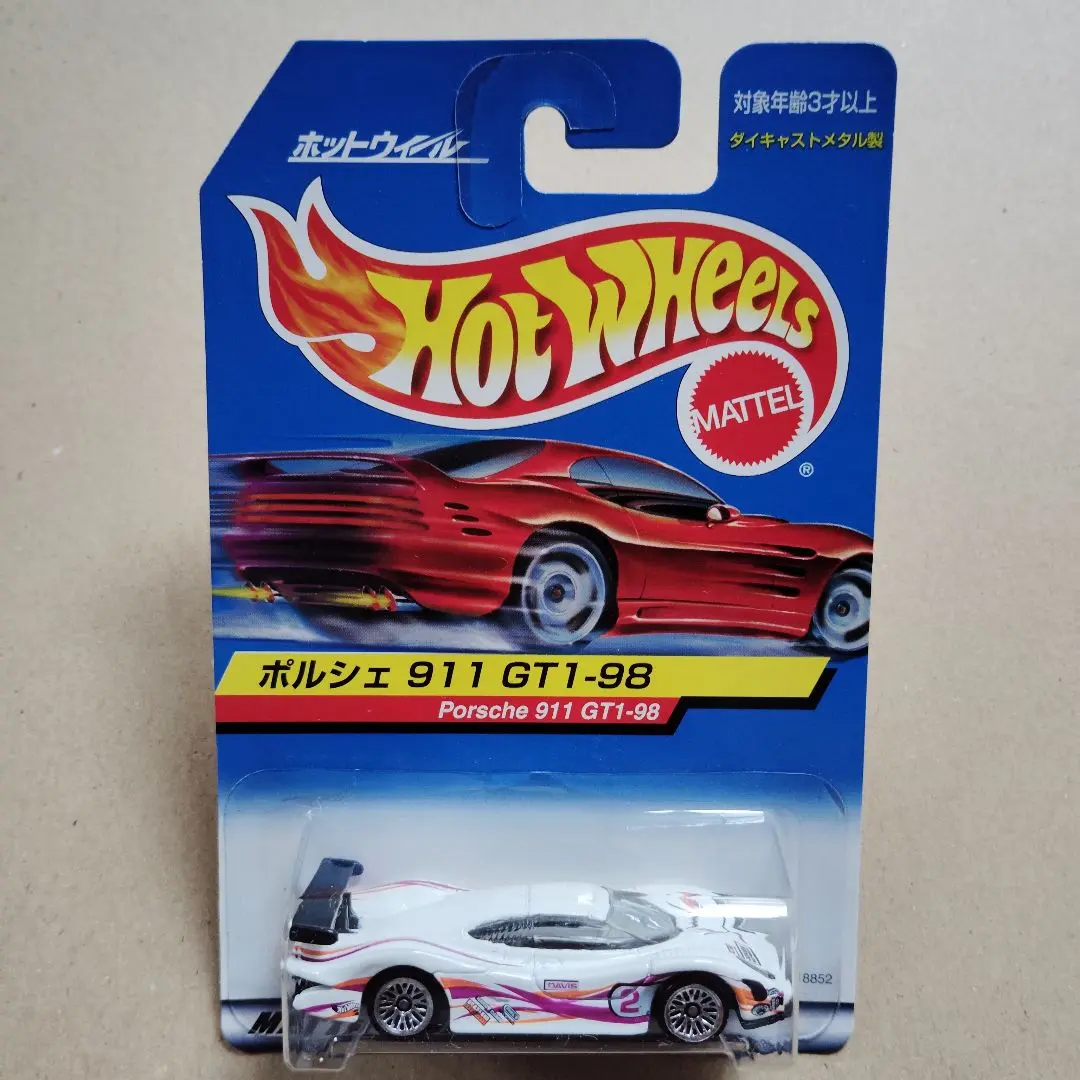 対象年齢3才以上
ダイキャストメタル製
ホットウィール
HOT WHEELS
MATTEL
®
ポルシェ 911 GT1-98
Porsche 911 GT1-98
8852
DAVIS
2